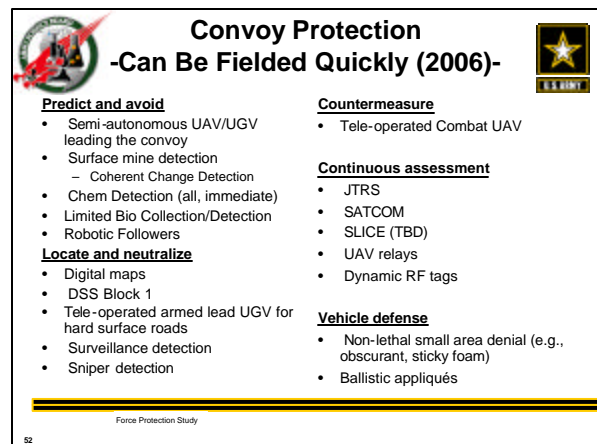 Convoy Protection
-Can Be Fielded Quickly (2006)-
U.S. ARMY
Predict and avoid
• Semi-autonomous UAV/UGV
leading the convoy
• Surface mine detection
– Coherent Change Detection
• Chem Detection (all, immediate)
• Limited Bio Collection/Detection
• Robotic Followers
Locate and neutralize
• Digital maps
• DSS Block 1
• Tele-operated armed lead UGV for
hard surface roads
• Surveillance detection
• Sniper detection
Countermeasure
• Tele-operated Combat UAV
Continuous assessment
• JTRS
• SATCOM
• SLICE (TBD)
• UAV relays
• Dynamic RF tags
Vehicle defense
• Non-lethal small area denial (e.g.,
obscurant, sticky foam)
• Ballistic appliqués
Force Protection Study
52